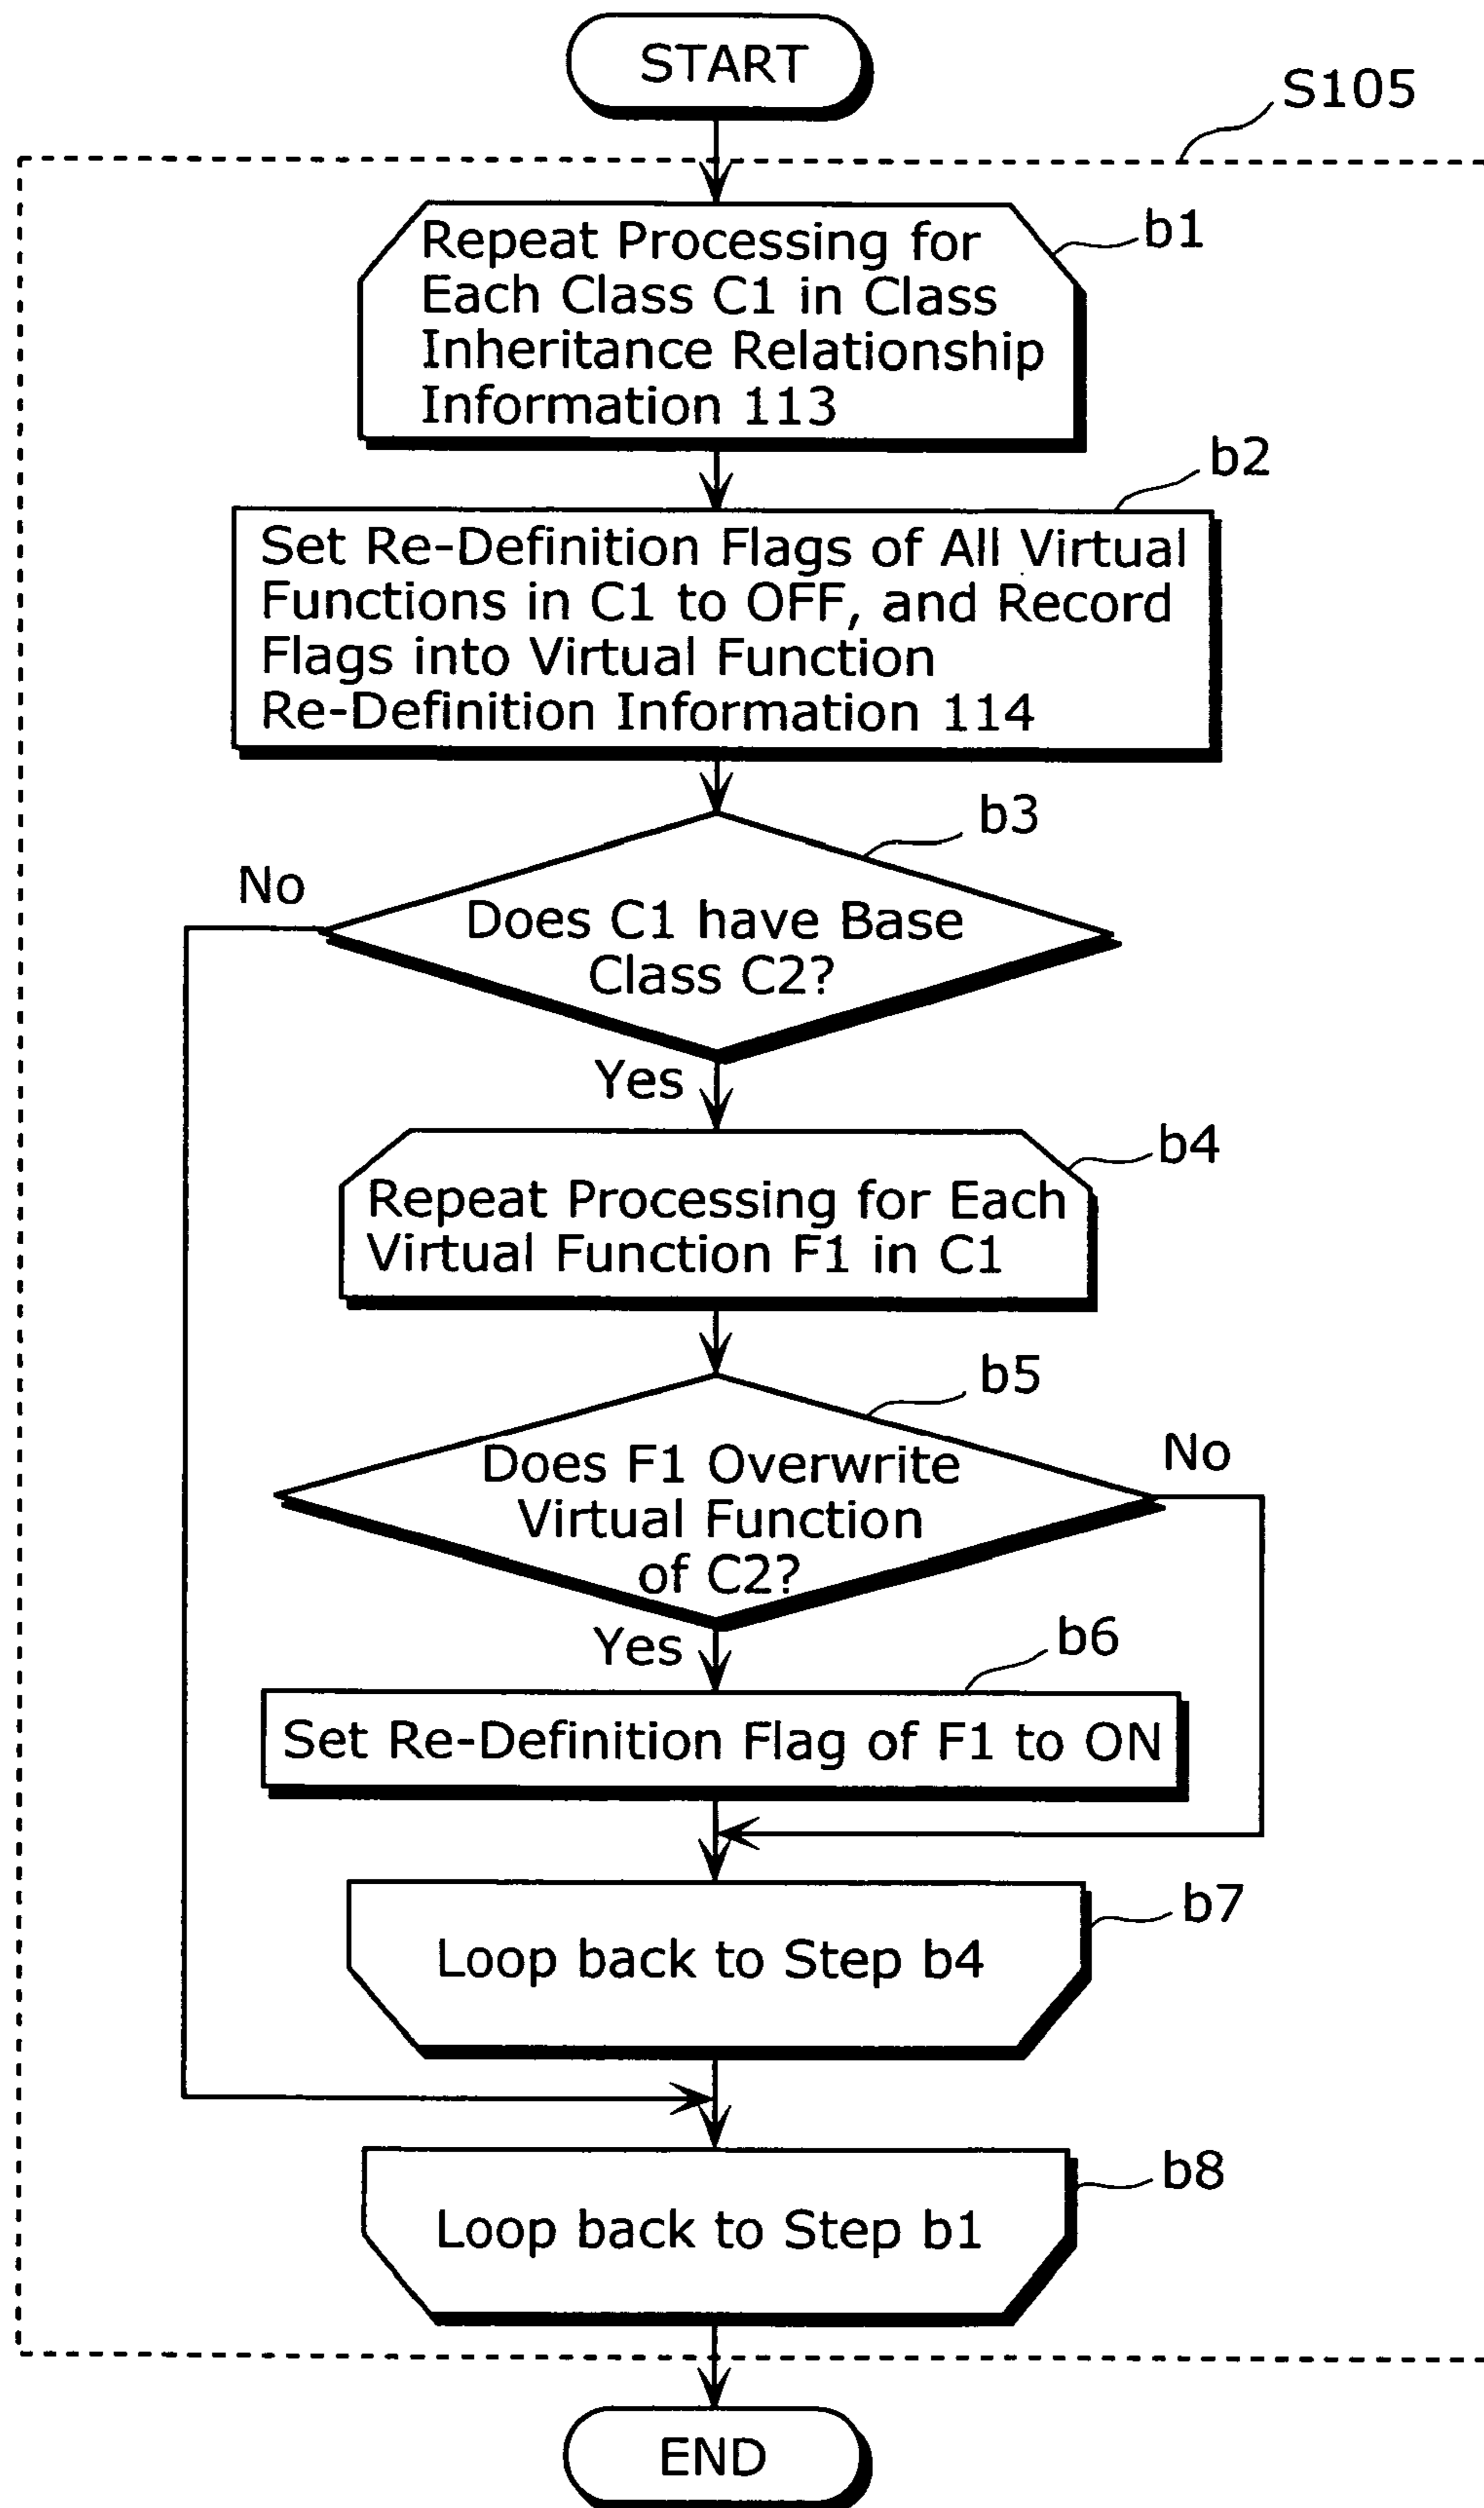 START
S105
b1
Repeat Processing for
Each Class C1 in Class
Inheritance Relationship
Information 113
b2
Set Re-Definition Flags of All Virtual
Functions in C1 to OFF, and Record
Flags into Virtual Function
Re-Definition Information 114
b3
No
Does C1 have Base
Class C2?
Yes
b4
Repeat Processing for Each
Virtual Function F1 in C1
b5
No
Does F1 Overwrite
Virtual Function
of C2?
Yes
b6
Set Re-Definition Flag of F1 to ON
b7
Loop back to Step b4
b8
Loop back to Step b1
END